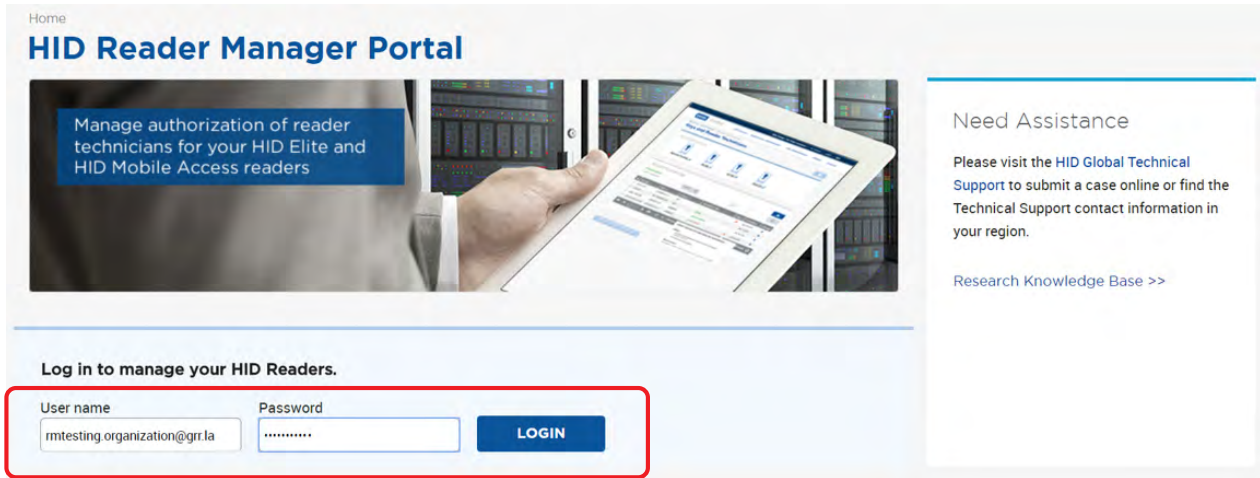 Home
HID Reader Manager Portal
Manage authorization of reader
technicians for your HID Elite and
HID Mobile Access readers
Need Assistance
Please visit the HID Global Technical
Support to submit a case online or find the
Technical Support contact information in
your region.
Research Knowledge Base >>
Log in to manage your HID Readers.
User name
Password
rmtesting.organization@grr.la
•••••••••••
LOGIN